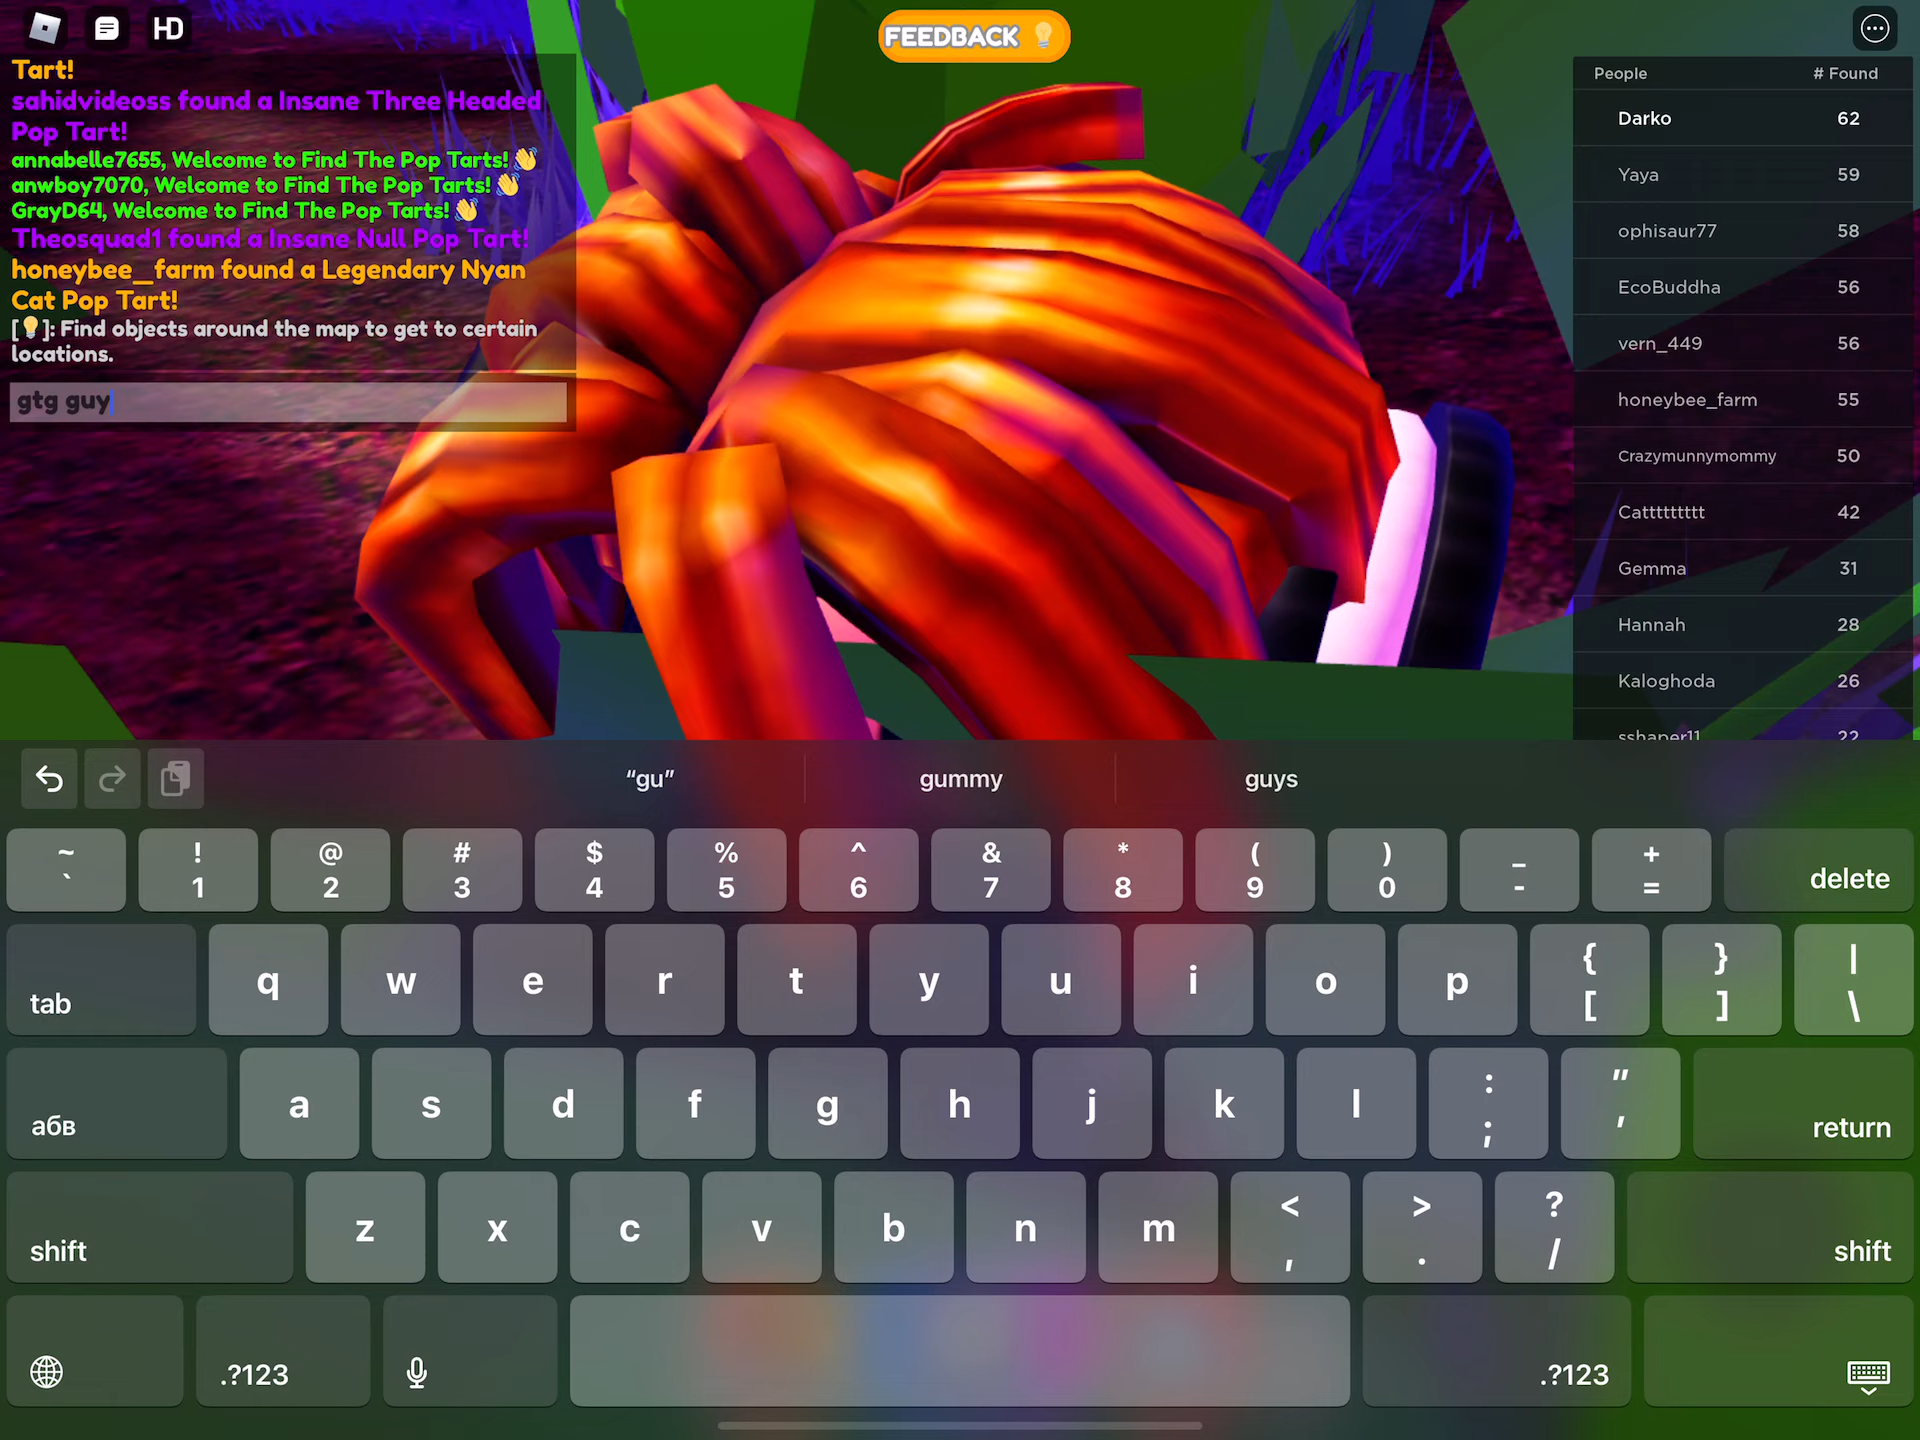 HD
FEEDBACK
Tart!
sahidvideoss found a Insane Three Headed
Pop Tart!
annabelle7655, Welcome to Find The Pop Tarts! 👋
anwboy7070, Welcome to Find The Pop Tarts! 👋
GrayD64, Welcome to Find The Pop Tarts! 👋
Theosquad1 found a Insane Null Pop Tart!
honeybee_farm found a Legendary Nyan
Cat Pop Tart!
[💡]: Find objects around the map to get to certain
locations.
gtg guy
People # Found
Darko 62
Yaya 59
ophisaur77 58
EcoBuddha 56
vern_449 56
honeybee_farm 55
Crazymunnymommy 50
Cattttttttt 42
Gemma 31
Hannah 28
Kaloghoda 26
sshaper11 22
“gu” gummy guys
~ ! @ # $ % ^ & * ( ) _ +
` 1 2 3 4 5 6 7 8 9 0 - = delete
tab q w e r t y u i o p { [ } ] | \
абв a s d f g h j k l : ; " ' return
shift z x c v b n m < , > . ? / shift
.?123 .?123